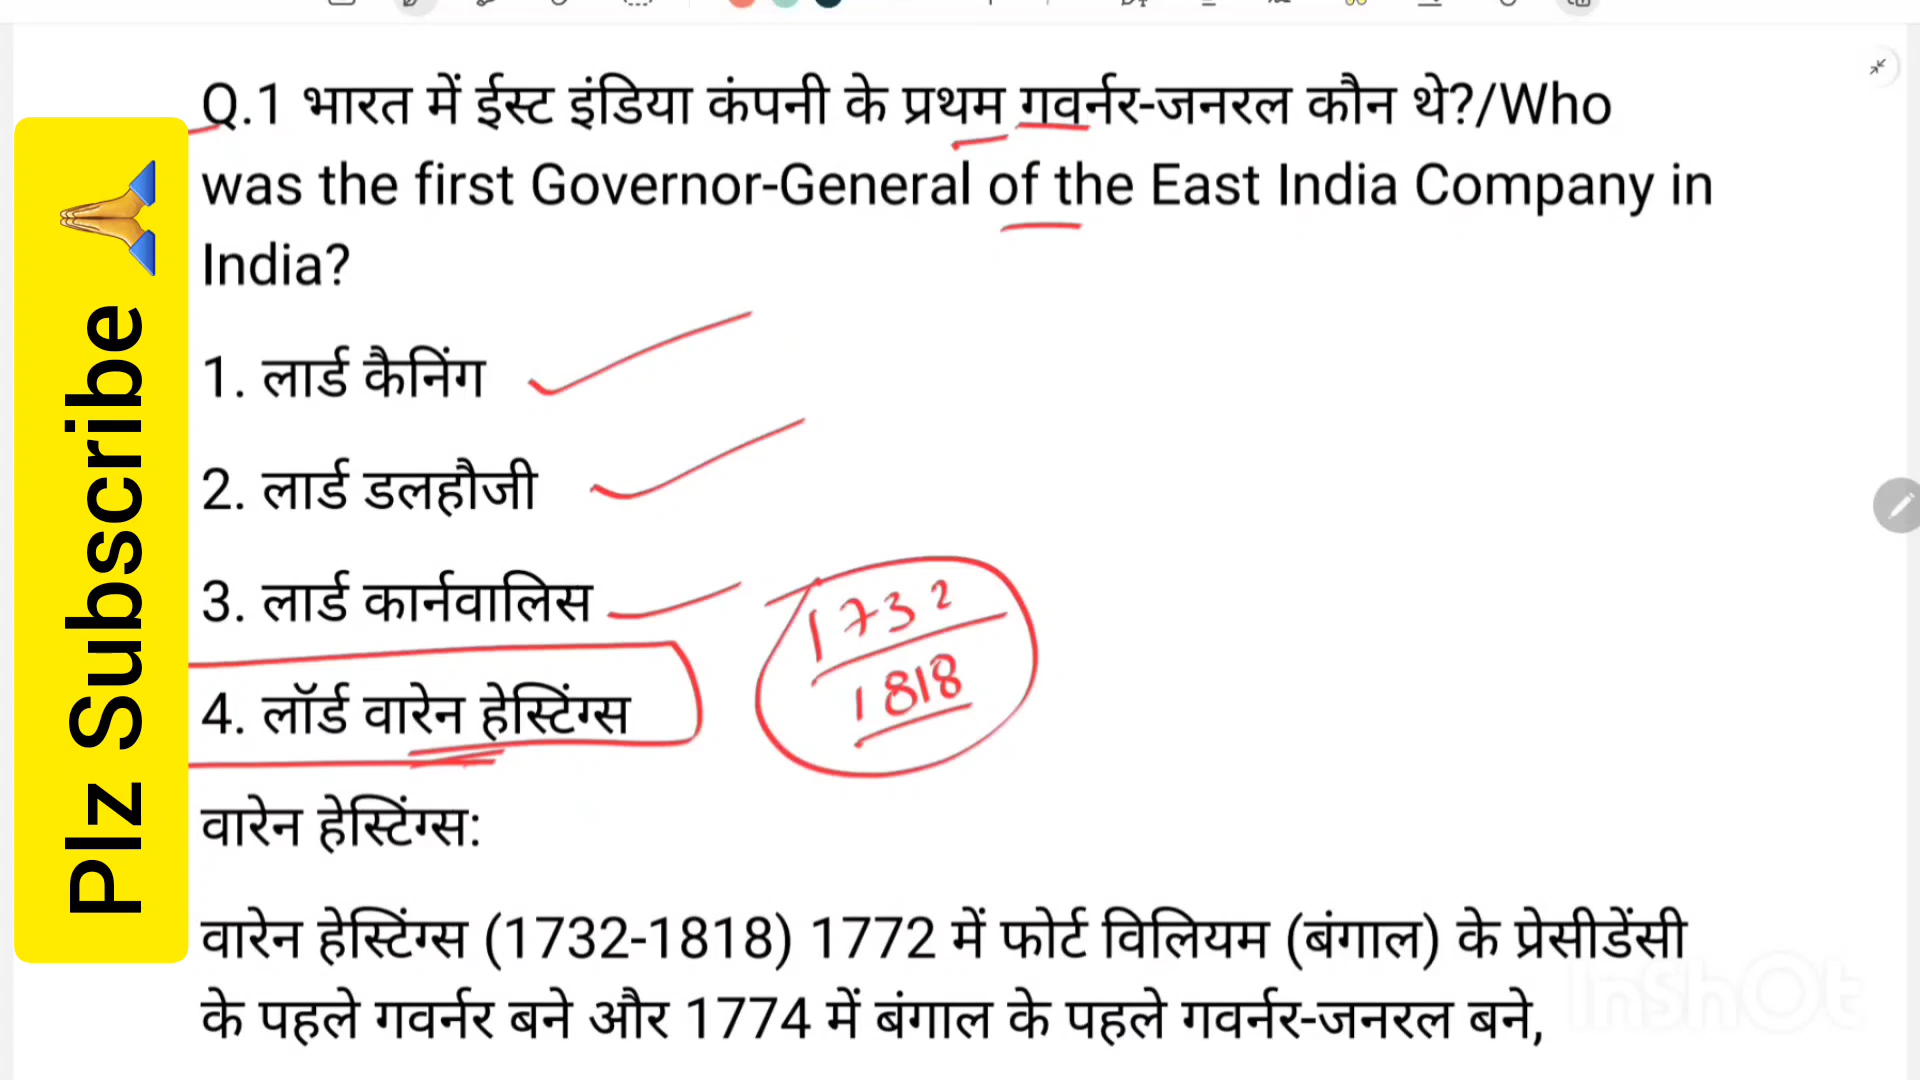 Q.1 भारत में ईस्ट इंडिया कंपनी के प्रथम गवर्नर-जनरल कौन थे?/Who
was the first Governor-General of the East India Company in
India?
1. लार्ड कैनिंग
2. लार्ड डलहौजी
3. लार्ड कार्नवालिस
1732
1818
4. लॉर्ड वारेन हेस्टिंग्स
वारेन हेस्टिंग्स:
वारेन हेस्टिंग्स (1732-1818) 1772 में फोर्ट विलियम (बंगाल) के प्रेसीडेंसी
के पहले गवर्नर बने और 1774 में बंगाल के पहले गवर्नर-जनरल बने,
Plz Subscribe 🙏
InShOt